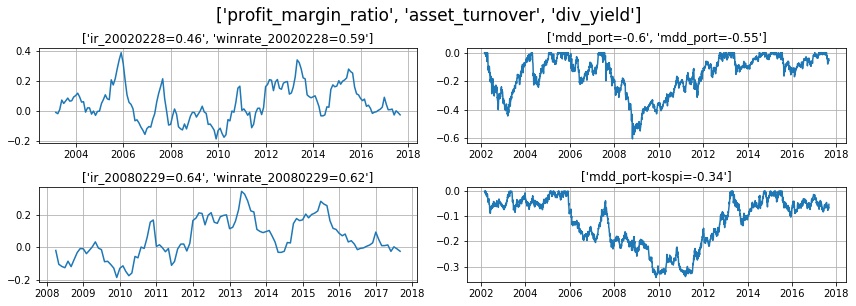 ['profit_margin_ratio', 'asset_turnover', 'div_yield']
['ir_20020228=0.46', 'winrate_20020228=0.59']
0.4
0.2
0.0
−0.2
2004 2006 2008 2010 2012 2014 2016 2018
['mdd_port=-0.6', 'mdd_port=-0.55']
0.0
−0.2
−0.4
−0.6
2002 2004 2006 2008 2010 2012 2014 2016 2018
['ir_20080229=0.64', 'winrate_20080229=0.62']
0.2
0.0
−0.2
2008 2009 2010 2011 2012 2013 2014 2015 2016 2017 2018
['mdd_port-kospi=-0.34']
0.0
−0.1
−0.2
−0.3
2002 2004 2006 2008 2010 2012 2014 2016 2018